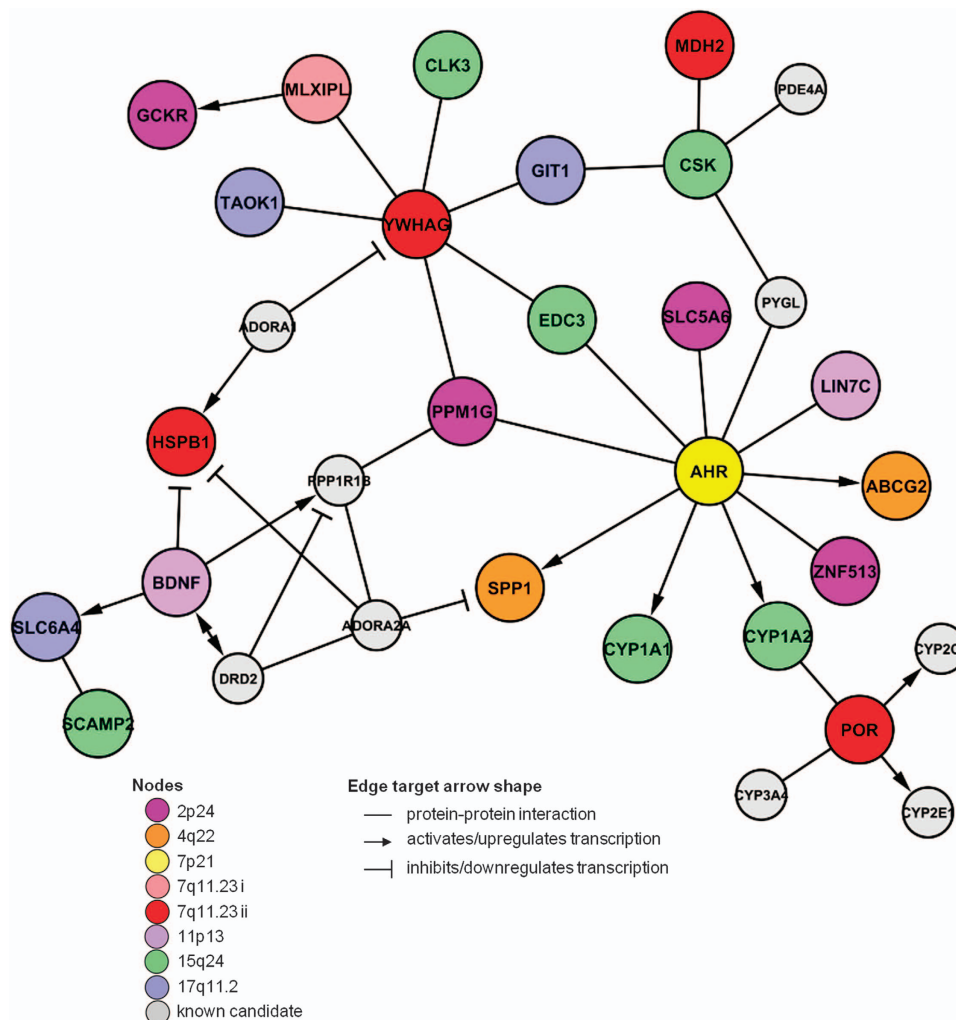 MDH2
CLK3
PDE4A
MLXIPL
GCKR
CSK
GIT1
TAOK1
YWHAG
PYGL
SLC5A6
EDC3
ADORA1
LIN7C
PPM1G
HSPB1
AHR
PPP1R1B
ABCG2
ZNF513
BDNF
SPP1
SLC6A4
ADORA2A
CYP1A2
CYP1A1
CYP2C
DRD2
SCAMP2
POR
CYP3A4
CYP2E1
Nodes
2p24
4q22
7p21
7q11.23 i
7q11.23 ii
11p13
15q24
17q11.2
known candidate
Edge target arrow shape
protein-protein interaction
activates/upregulates transcription
inhibits/downregulates transcription